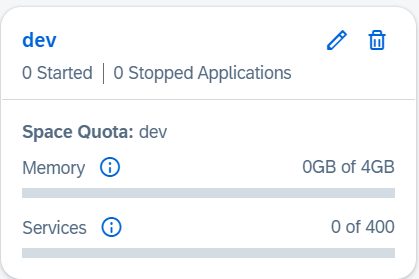 dev
0 Started | 0 Stopped Applications
Space Quota: dev
Memory 0GB of 4GB
Services 0 of 400